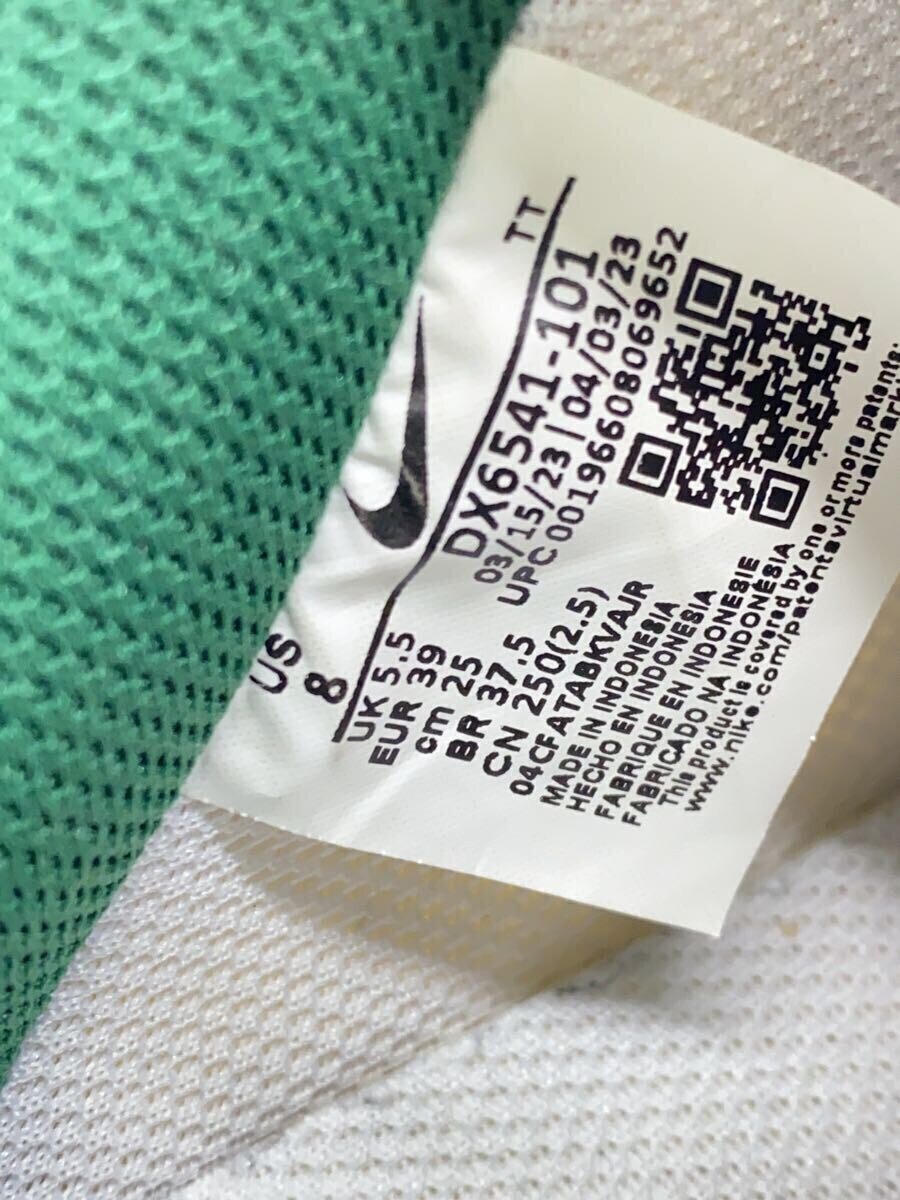 US 8
TT
UK 5.5
EUR 39
cm 25
BR 37.5
CN 250(2.5)
DX6541-101
03/15/23 | 04/03/23
UPC 00196608069652
04CFATABKVAJR
MADE IN INDONESIA
HECHO EN INDONESIA
FABRIQUE EN INDONESIE
FABRICADO NA INDONÉSIA
This product is covered by one or more patents:
www.nike.com/patentsvirtualmark